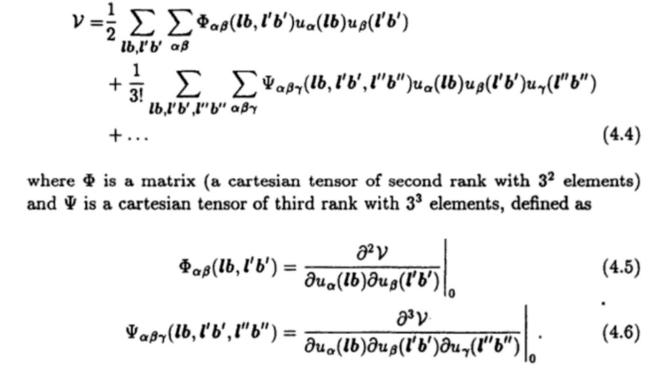 𝒱 = 1/2 ∑_{lb,l'b'} ∑_{αβ} Φ_{αβ}(lb, l'b')u_α(lb)u_β(l'b')
+ 1/3! ∑_{lb,l'b',l''b''} ∑_{αβγ} Ψ_{αβγ}(lb, l'b', l''b'')u_α(lb)u_β(l'b')u_γ(l''b'')
+ ... (4.4)
where Φ is a matrix (a cartesian tensor of second rank with 3² elements)
and Ψ is a cartesian tensor of third rank with 3³ elements, defined as
Φ_{αβ}(lb, l'b') = ∂²𝒱 / ∂u_α(lb)∂u_β(l'b') |_0 (4.5)
Ψ_{αβγ}(lb, l'b', l''b'') = ∂³𝒱 / ∂u_α(lb)∂u_β(l'b')∂u_γ(l''b'') |_0 . (4.6)